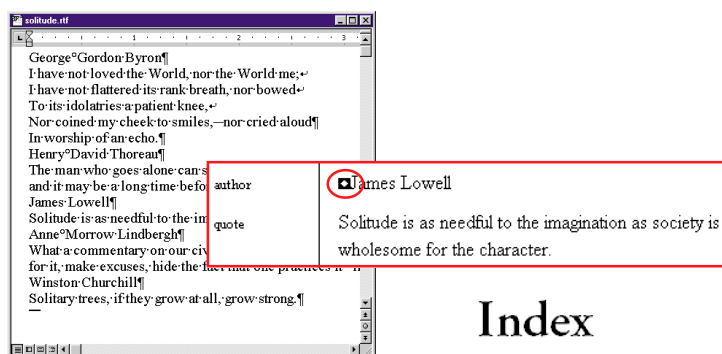 solitude.rtf
1 2 3
George°Gordon·Byron¶
I·have·not·loved·the·World,·nor·the·World·me;↵
I·have·not·flattered·its·rank·breath,·nor·bowed↵
To·its·idolatries·a·patient·knee,↵
Nor·coined·my·cheek·to·smiles,—nor·cried·aloud¶
In·worship·of·an·echo.¶
Henry°David·Thoreau¶
The·man·who·goes·alone·can·s
and·it·may·be·a·long·time·befo
James·Lowell¶
Solitude·is·as·needful·to·the·im
Anne°Morrow·Lindbergh¶
What·a·commentary·on·our·civ
for·it,·make·excuses,·hide·the·fact·that·one·practices·it
Winston·Churchill¶
Solitary·trees,·if·they·grow·at·all,·grow·strong.¶
author James Lowell
quote Solitude is as needful to the imagination as society is
wholesome for the character.
Index